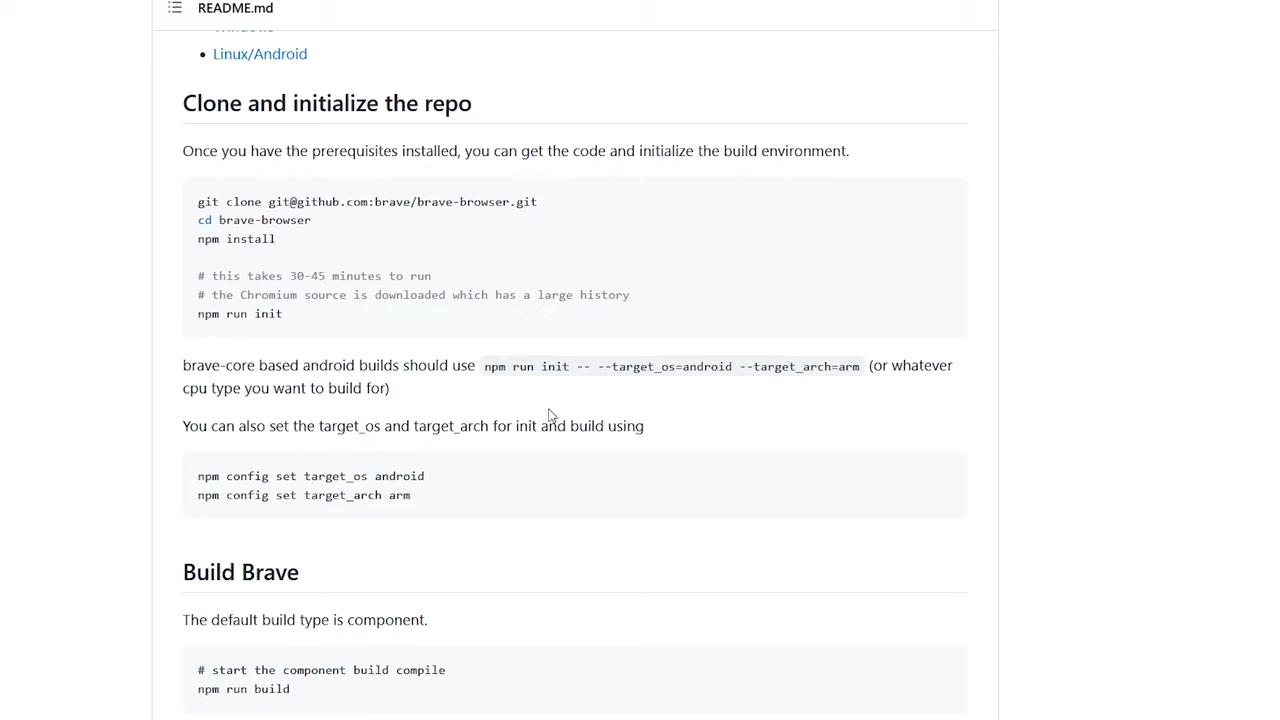 README.md
Linux/Android
Clone and initialize the repo
Once you have the prerequisites installed, you can get the code and initialize the build environment.
git clone git@github.com:brave/brave-browser.git
cd brave-browser
npm install
# this takes 30-45 minutes to run
# the Chromium source is downloaded which has a large history
npm run init
brave-core based android builds should use npm run init -- --target_os=android --target_arch=arm (or whatever
cpu type you want to build for)
You can also set the target_os and target_arch for init and build using
npm config set target_os android
npm config set target_arch arm
Build Brave
The default build type is component.
# start the component build compile
npm run build